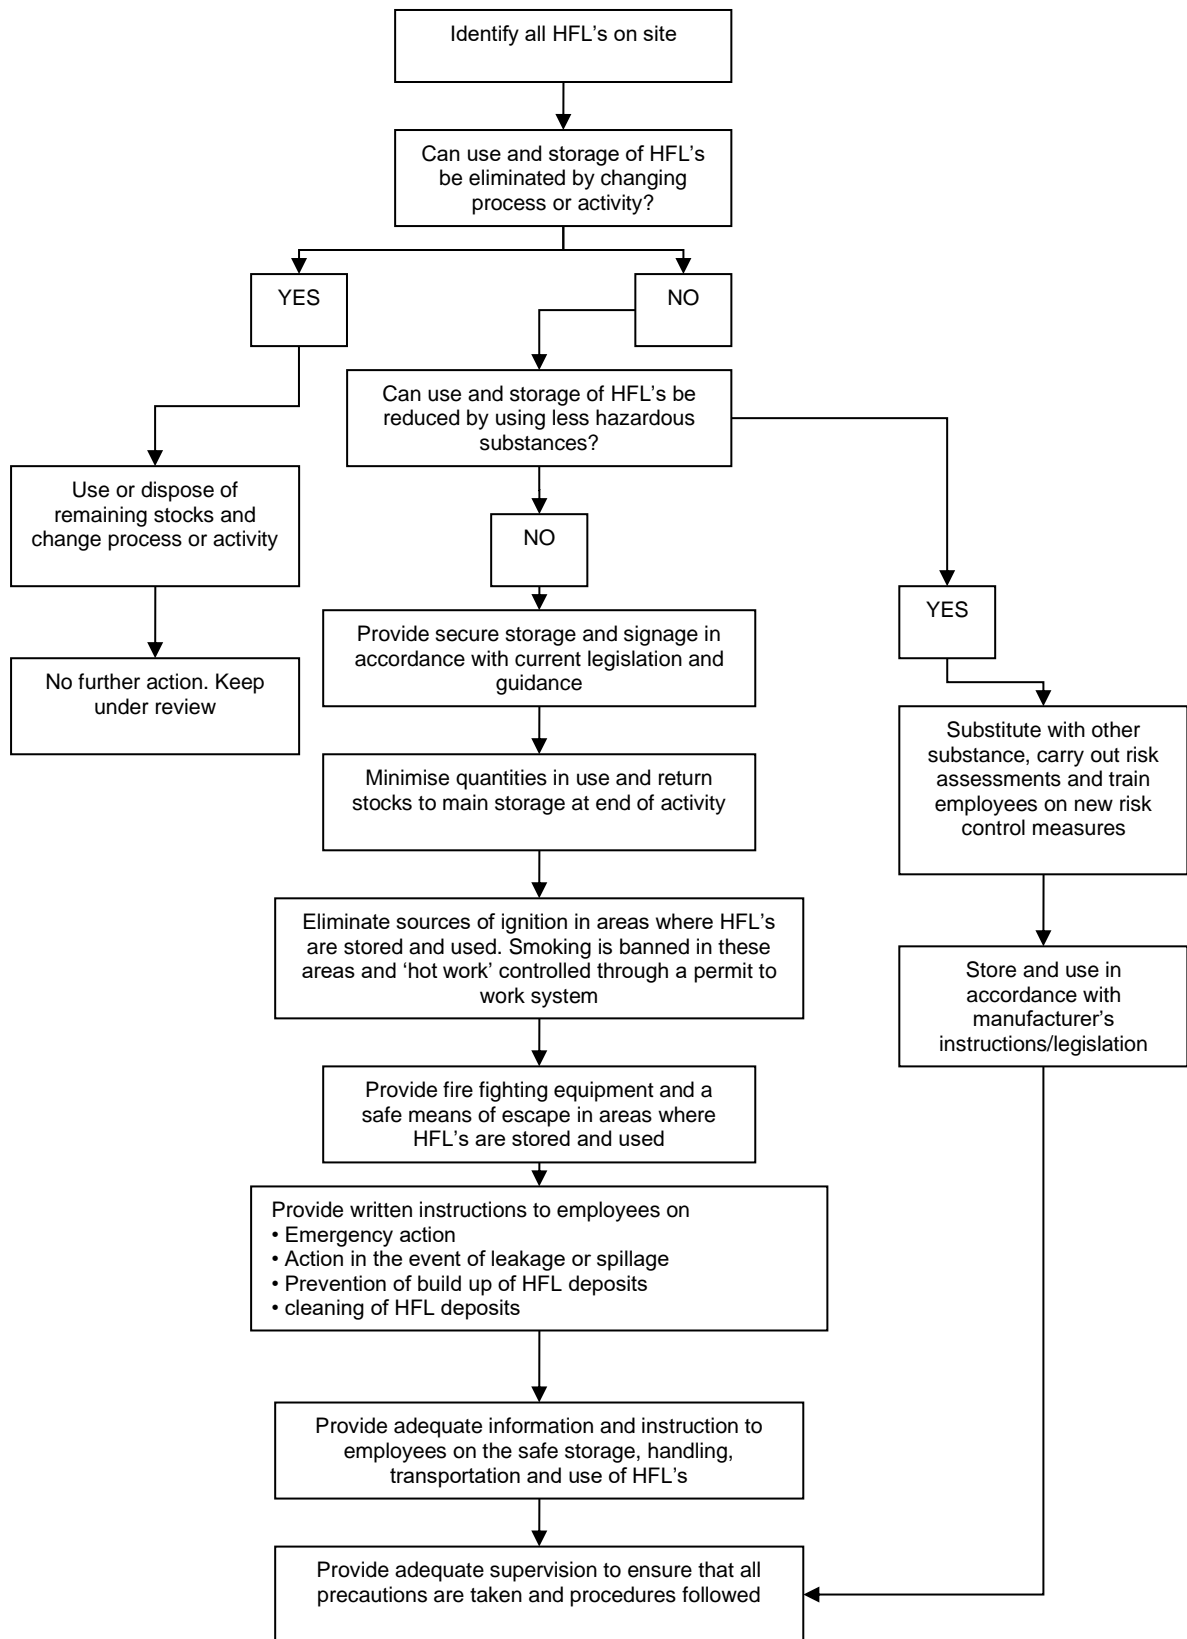 Identify all HFL’s on site
Can use and storage of HFL’s
be eliminated by changing
process or activity?
YES
NO
Can use and storage of HFL’s be
reduced by using less hazardous
substances?
Use or dispose of
remaining stocks and
change process or activity
NO
YES
Provide secure storage and signage in
accordance with current legislation and
guidance
No further action. Keep
under review
Substitute with other
substance, carry out risk
assessments and train
employees on new risk
control measures
Minimise quantities in use and return
stocks to main storage at end of activity
Eliminate sources of ignition in areas where HFL’s
are stored and used. Smoking is banned in these
areas and ‘hot work’ controlled through a permit to
work system
Store and use in
accordance with
manufacturer’s
instructions/legislation
Provide fire fighting equipment and a
safe means of escape in areas where
HFL’s are stored and used
Provide written instructions to employees on
• Emergency action
• Action in the event of leakage or spillage
• Prevention of build up of HFL deposits
• cleaning of HFL deposits
Provide adequate information and instruction to
employees on the safe storage, handling,
transportation and use of HFL’s
Provide adequate supervision to ensure that all
precautions are taken and procedures followed